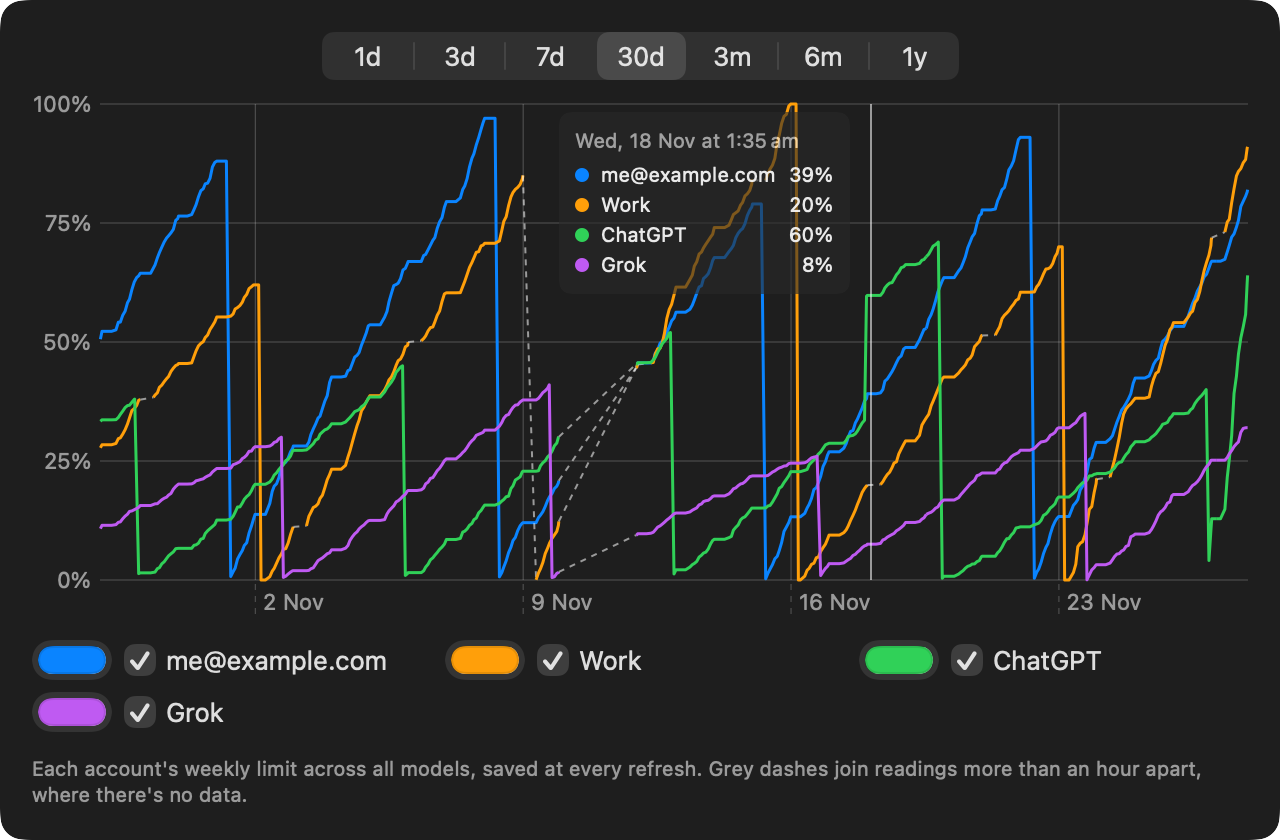 1d 3d 7d 30d 3m 6m 1y
100%
75%
50%
25%
0%
Wed, 18 Nov at 1:35 am
me@example.com 39%
Work 20%
ChatGPT 60%
Grok 8%
2 Nov 9 Nov 16 Nov 23 Nov
me@example.com Work ChatGPT
Grok
Each account's weekly limit across all models, saved at every refresh. Grey dashes join readings more than an hour apart,
where there's no data.